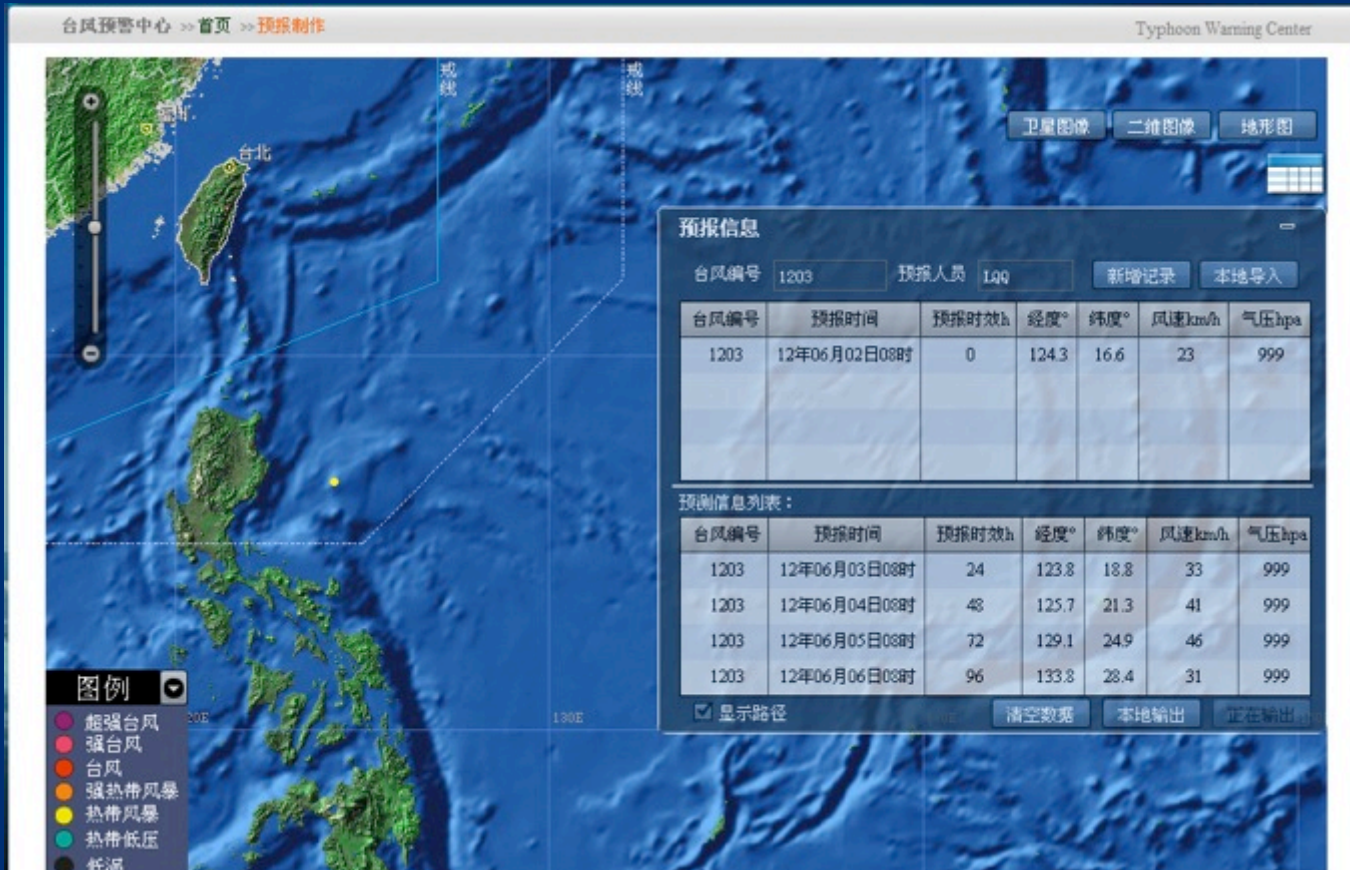 台风预警中心 >> 首页 >> 预报制作
Typhoon Warning Center
戒线
戒线
台北
卫星图像 二维图像 地形图
预报信息
台风编号 1203 预报人员 LQQ 新增记录 本地导入
台风编号 预报时间 预报时效h 经度° 纬度° 风速km/h 气压hpa
1203 12年06月02日08时 0 124.3 16.6 23 999
预测信息列表：
台风编号 预报时间 预报时效h 经度° 纬度° 风速km/h 气压hpa
1203 12年06月03日08时 24 123.8 18.8 33 999
1203 12年06月04日08时 48 125.7 21.3 41 999
1203 12年06月05日08时 72 129.1 24.9 46 999
1203 12年06月06日08时 96 133.8 28.4 31 999
显示路径 清空数据 本地输出 正在输出
20E
130E
图例
超强台风
强台风
台风
强热带风暴
热带风暴
热带低压